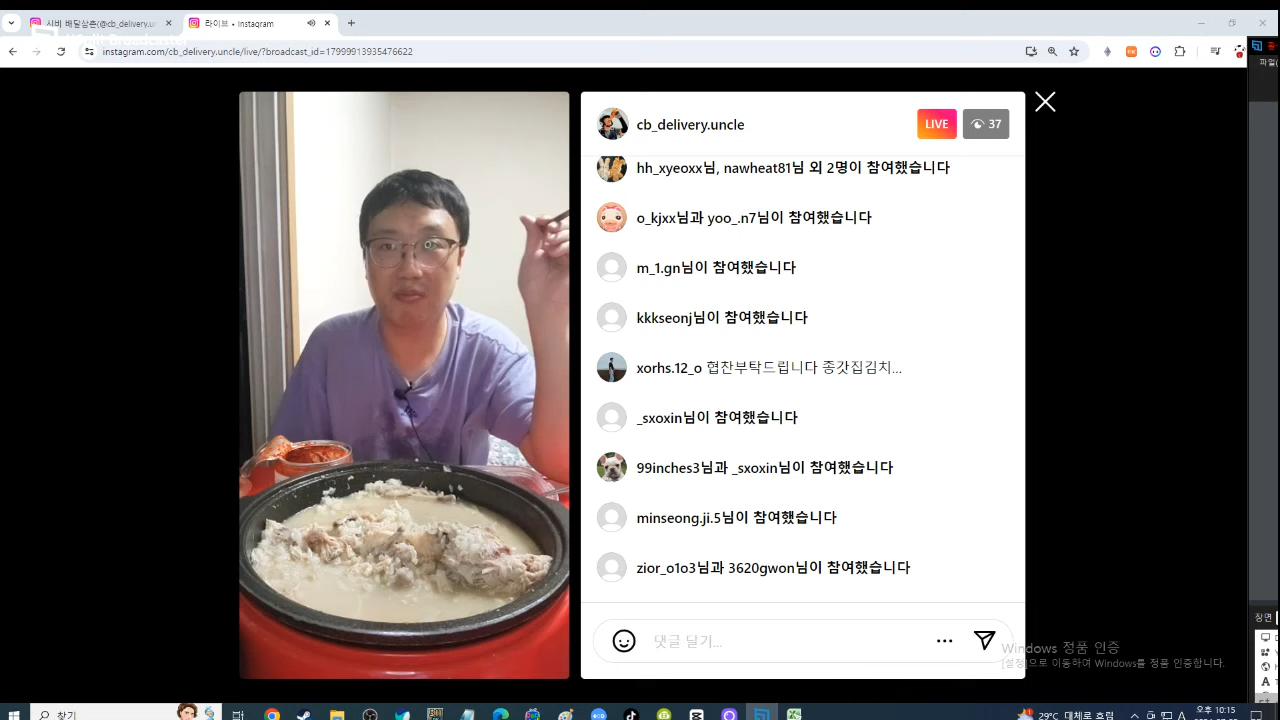 시비 배달삼촌(@cb_delivery.un
라이브 • Instagram
XSplit Broadcaster
instagram.com/cb_delivery.uncle/live/?broadcast_id=17999913935476622
파일(
cb_delivery.uncle
LIVE
37
hh_xyeoxx님, nawheat81님 외 2명이 참여했습니다
o_kjxx님과 yoo_.n7님이 참여했습니다
m_1.gn님이 참여했습니다
kkkseonj님이 참여했습니다
xorhs.12_o 협찬부탁드립니다 종갓집김치...
_sxoxin님이 참여했습니다
99inches3님과 _sxoxin님이 참여했습니다
minseong.ji.5님이 참여했습니다
zior_o1o3님과 3620gwon님이 참여했습니다
댓글 달기...
장면
Windows 정품 인증
[설정]으로 이동하여 Windows를 정품 인증합니다.
찾기
29°C 대체로 흐림
A
오후 10:15